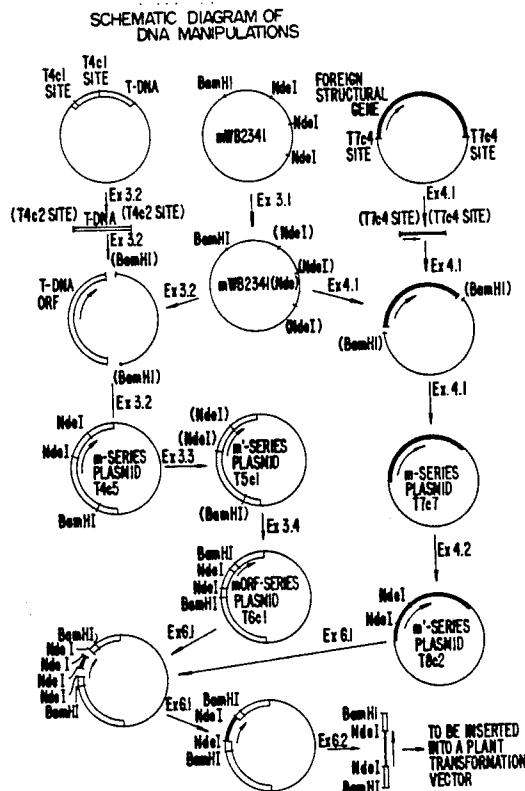 SCHEMATIC DIAGRAM OF
DNA MANIPULATIONS
T4c1
SITE
T4c1
SITE
T-DNA
BamHI
NdeI
NdeI
NdeI
mWB2341
FOREIGN
STRUCTURAL
GENE
T7c4
SITE
T7c4
SITE
Ex 3.2
Ex 3.1
Ex 4.1
(T4c2 SITE)
T-DNA
(T4c2 SITE)
(T7c4 SITE)
(T7c4 SITE)
Ex 3.2
(BamHI)
BamHI
(NdeI)
(NdeI)
(NdeI)
mWB2341(Nde)
Ex 4.1
T-DNA
ORF
Ex 3.2
Ex 4.1
(BamHI)
(BamHI)
(BamHI)
Ex 3.2
Ex 4.1
NdeI
NdeI
m-SERIES
PLASMID
T4c5
BamHI
Ex 3.3
(NdeI)
(NdeI)
m'-SERIES
PLASMID
T5c1
(BamHI)
m-SERIES
PLASMID
T7c7
Ex 3.4
Ex 4.2
BamHI
NdeI
NdeI
BamHI
mORF-SERIES
PLASMID
T6c1
NdeI
NdeI
m'-SERIES
PLASMID
T8c2
Ex6.1
Ex 6.1
BamHI
NdeI
NdeI
NdeI
BamHI
Ex6.1
BamHI
NdeI
NdeI
BamHI
Ex6.2
BamHI
NdeI
NdeI
BamHI
TO BE INSERTED
INTO A PLANT
TRANSFORMATION
VECTOR